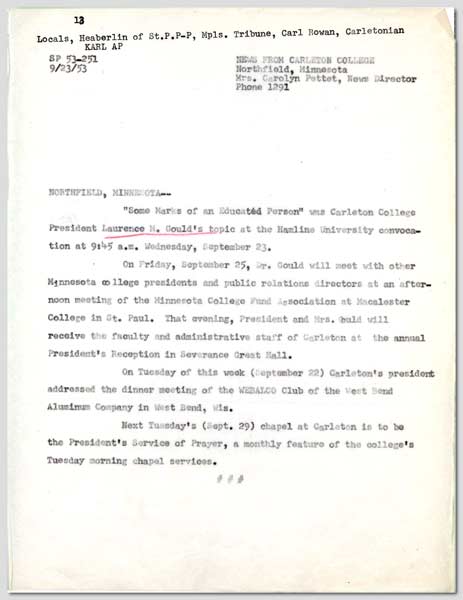 13
Locals, Heaberlin of St.P.P-P, Mpls. Tribune, Carl Rowan, Carletonian
KARL AP
SP 53-251
9/23/53
NEWS FROM CARLETON COLLEGE
Northfield, Minnesota
Mrs. Carolyn Pettet, News Director
Phone 1291
NORTHFIELD, MINNESOTA--
"Some Marks of an Educated Person" was Carleton College
President Laurence M. Gould's topic at the Hamline University convoca-
tion at 9:45 a.m. Wednesday, September 23.
On Friday, September 25, Dr. Gould will meet with other
Minnesota college presidents and public relations directors at an after-
noon meeting of the Minnesota College Fund Association at Macalester
College in St. Paul. That evening, President and Mrs. Gould will
receive the faculty and administrative staff of Carleton at the annual
President's Reception in Severance Great Hall.
On Tuesday of this week (September 22) Carleton's president
addressed the dinner meeting of the WEBALCO Club of the West Bend
Aluminum Company in West Bend, Wis.
Next Tuesday's (Sept. 29) chapel at Carleton is to be
the President's Service of Prayer, a monthly feature of the college's
Tuesday morning chapel services.
# # #